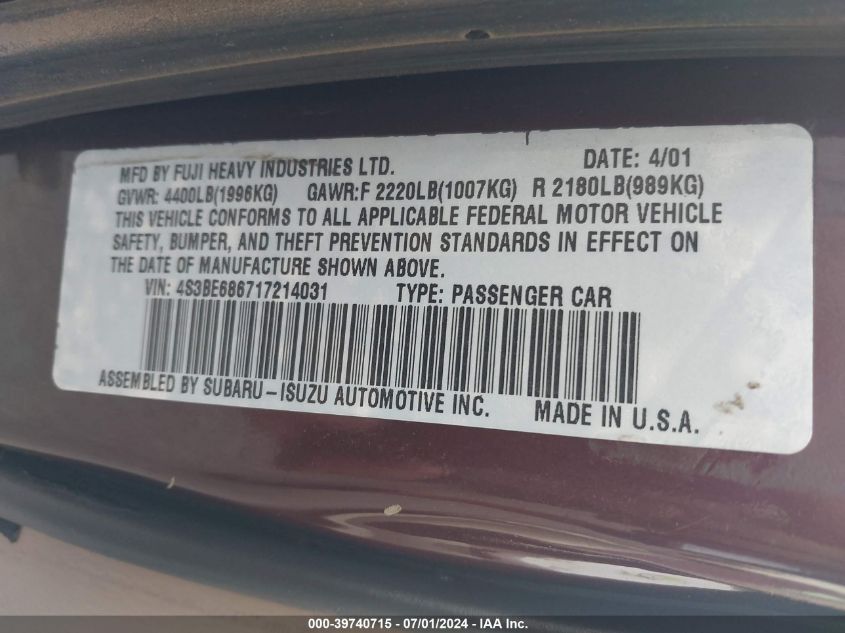 MFD BY FUJI HEAVY INDUSTRIES LTD. DATE: 4/01
GVWR: 4400LB(1996KG) GAWR:F 2220LB(1007KG) R 2180LB(989KG)
THIS VEHICLE CONFORMS TO ALL APPLICABLE FEDERAL MOTOR VEHICLE
SAFETY, BUMPER, AND THEFT PREVENTION STANDARDS IN EFFECT ON
THE DATE OF MANUFACTURE SHOWN ABOVE.
VIN: 4S3BE686717214031 TYPE: PASSENGER CAR
ASSEMBLED BY SUBARU-ISUZU AUTOMOTIVE INC. MADE IN U.S.A.
000-39740715 - 07/01/2024 - IAA Inc.